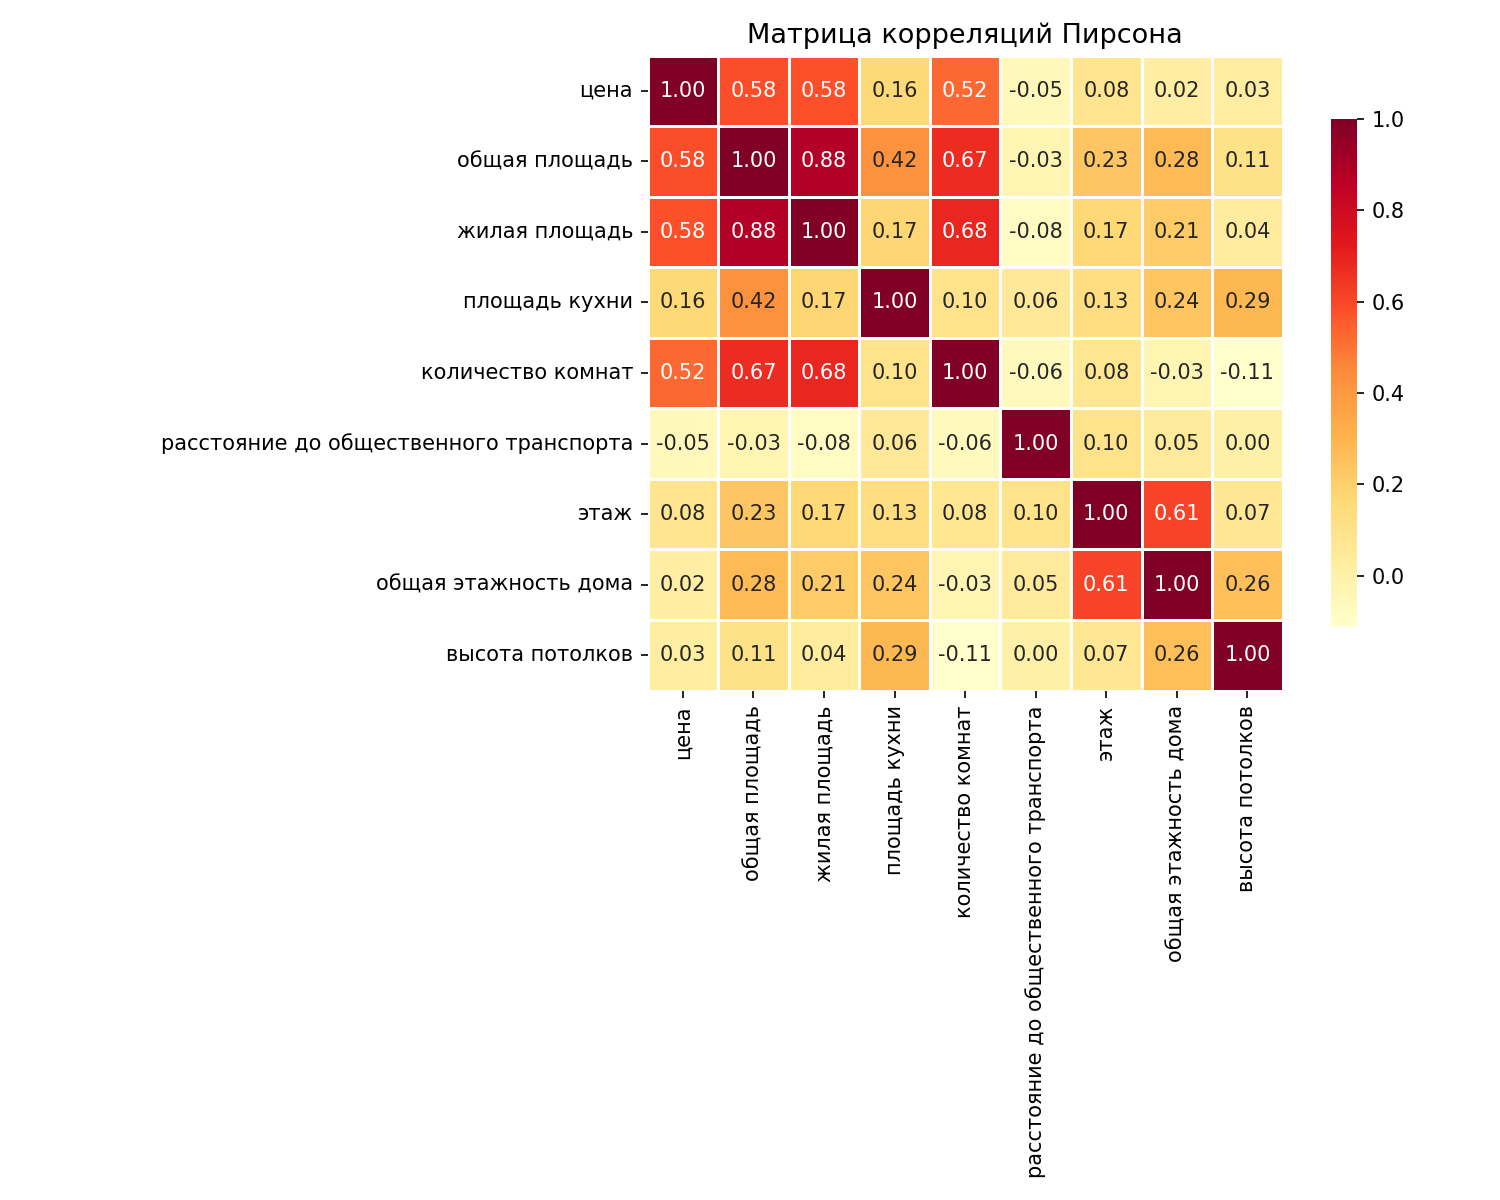 Матрица корреляций Пирсона
цена 1.00 0.58 0.58 0.16 0.52 -0.05 0.08 0.02 0.03
общая площадь 0.58 1.00 0.88 0.42 0.67 -0.03 0.23 0.28 0.11
жилая площадь 0.58 0.88 1.00 0.17 0.68 -0.08 0.17 0.21 0.04
площадь кухни 0.16 0.42 0.17 1.00 0.10 0.06 0.13 0.24 0.29
количество комнат 0.52 0.67 0.68 0.10 1.00 -0.06 0.08 -0.03 -0.11
расстояние до общественного транспорта -0.05 -0.03 -0.08 0.06 -0.06 1.00 0.10 0.05 0.00
этаж 0.08 0.23 0.17 0.13 0.08 0.10 1.00 0.61 0.07
общая этажность дома 0.02 0.28 0.21 0.24 -0.03 0.05 0.61 1.00 0.26
высота потолков 0.03 0.11 0.04 0.29 -0.11 0.00 0.07 0.26 1.00
цена
общая площадь
жилая площадь
площадь кухни
количество комнат
расстояние до общественного транспорта
этаж
общая этажность дома
высота потолков
1.0
0.8
0.6
0.4
0.2
0.0